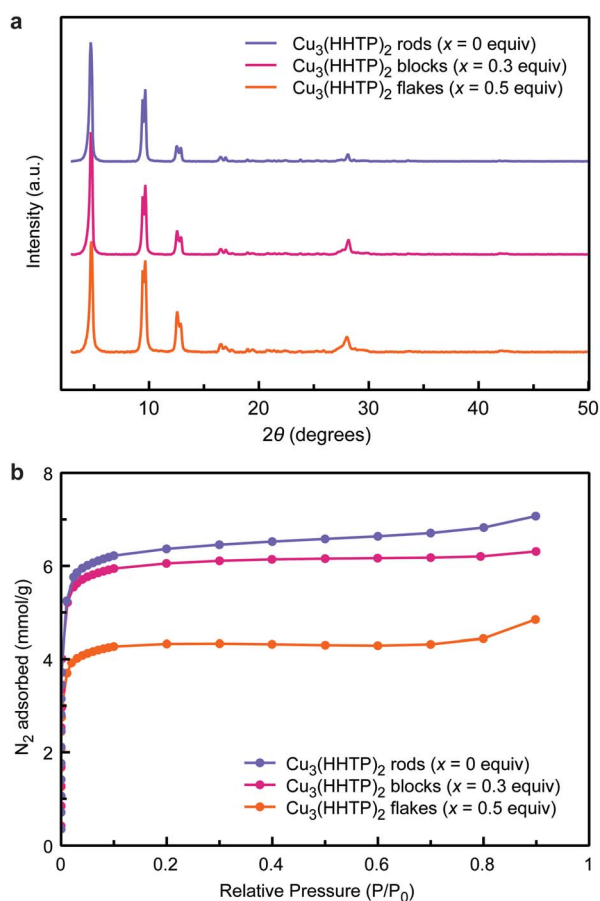 a
Cu3(HHTP)2 rods (x = 0 equiv)
Cu3(HHTP)2 blocks (x = 0.3 equiv)
Cu3(HHTP)2 flakes (x = 0.5 equiv)
Intensity (a.u.)
10 20 30 40 50
2θ (degrees)
b
8
6
4
2
0
N2 adsorbed (mmol/g)
Cu3(HHTP)2 rods (x = 0 equiv)
Cu3(HHTP)2 blocks (x = 0.3 equiv)
Cu3(HHTP)2 flakes (x = 0.5 equiv)
0 0.2 0.4 0.6 0.8 1
Relative Pressure (P/P0)